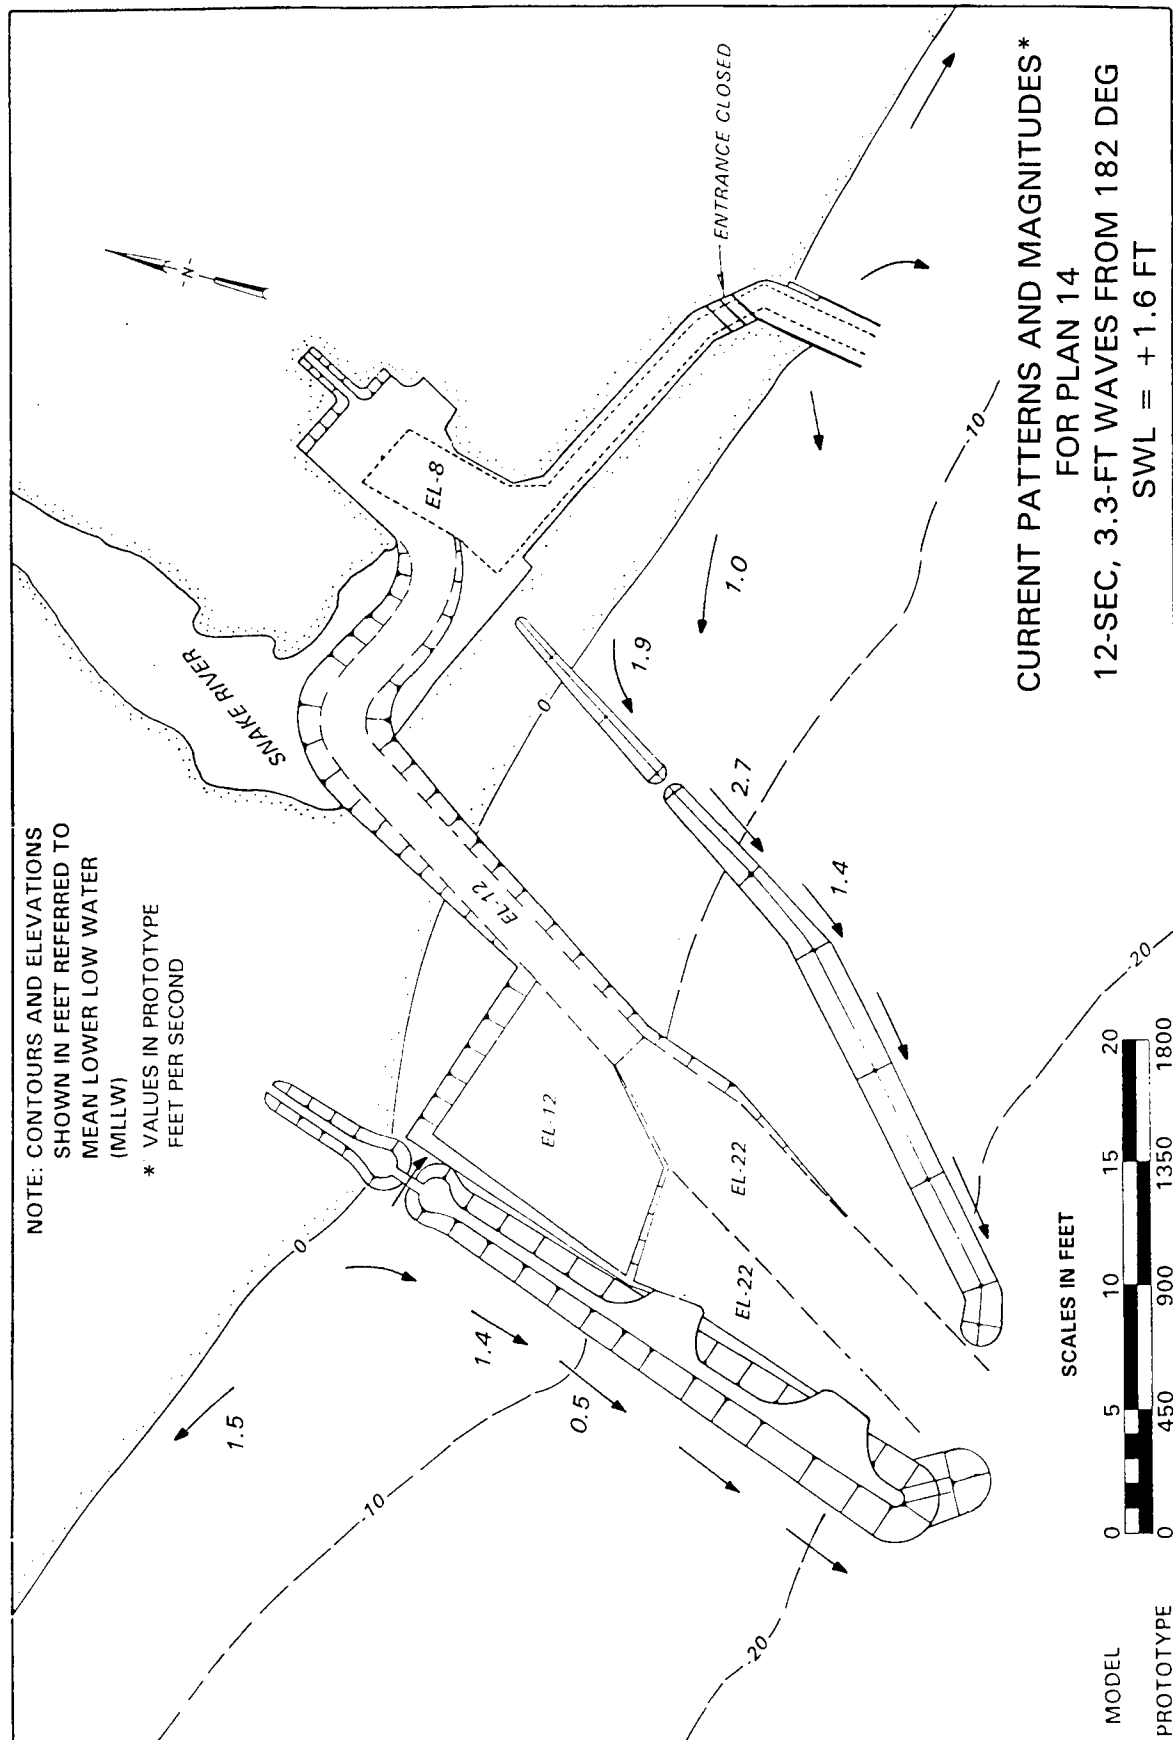 NOTE: CONTOURS AND ELEVATIONS
SHOWN IN FEET REFERRED TO
MEAN LOWER LOW WATER
(MLLW)
* VALUES IN PROTOTYPE
FEET PER SECOND
SNAKE RIVER
N
EL-8
ENTRANCE CLOSED
EL-12
EL-12
EL-22
EL-22
0
0
-10
-10
-20
-20
1.5
1.4
0.5
1.0
1.9
2.7
1.4
SCALES IN FEET
MODEL 0 5 10 15 20
PROTOTYPE 0 450 900 1350 1800
CURRENT PATTERNS AND MAGNITUDES*
FOR PLAN 14
12-SEC, 3.3-FT WAVES FROM 182 DEG
SWL = +1.6 FT